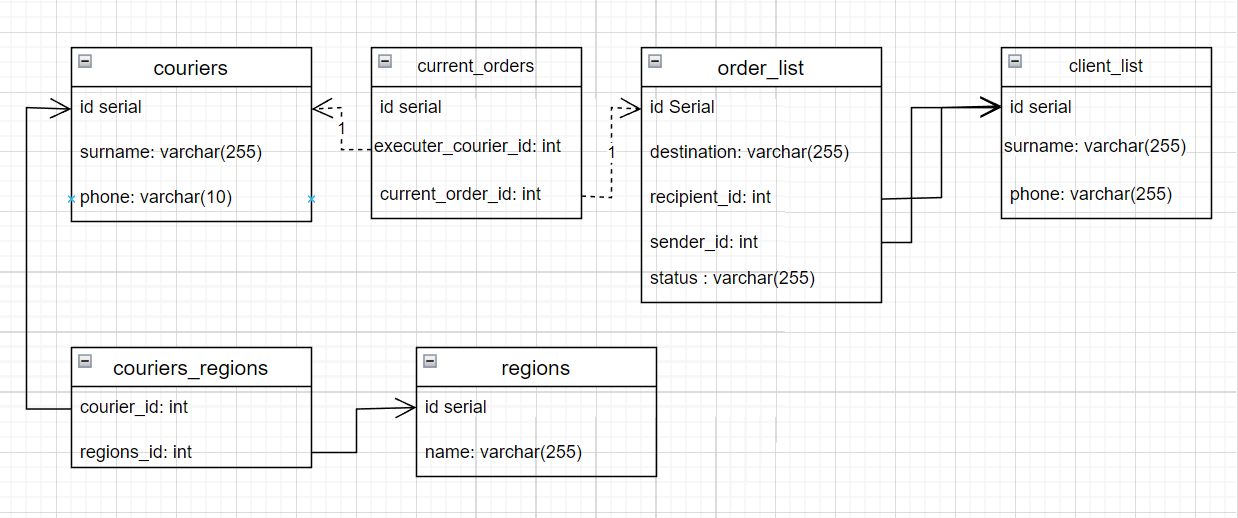 couriers
id serial
surname: varchar(255)
phone: varchar(10)
current_orders
id serial
executer_courier_id: int
current_order_id: int
1
1
order_list
id Serial
destination: varchar(255)
recipient_id: int
sender_id: int
status : varchar(255)
client_list
id serial
surname: varchar(255)
phone: varchar(255)
couriers_regions
courier_id: int
regions_id: int
regions
id serial
name: varchar(255)